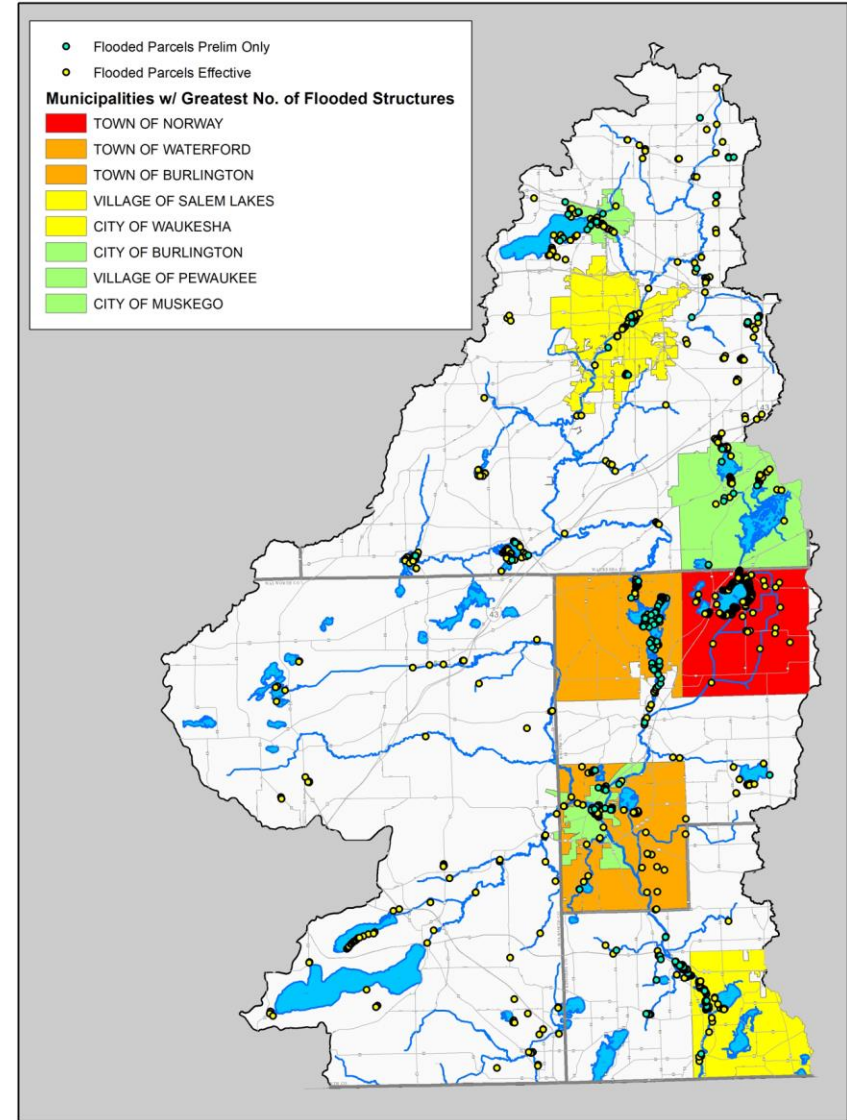 Flooded Parcels Prelim Only
Flooded Parcels Effective
Municipalities w/ Greatest No. of Flooded Structures
TOWN OF NORWAY
TOWN OF WATERFORD
TOWN OF BURLINGTON
VILLAGE OF SALEM LAKES
CITY OF WAUKESHA
CITY OF BURLINGTON
VILLAGE OF PEWAUKEE
CITY OF MUSKEGO
43
43